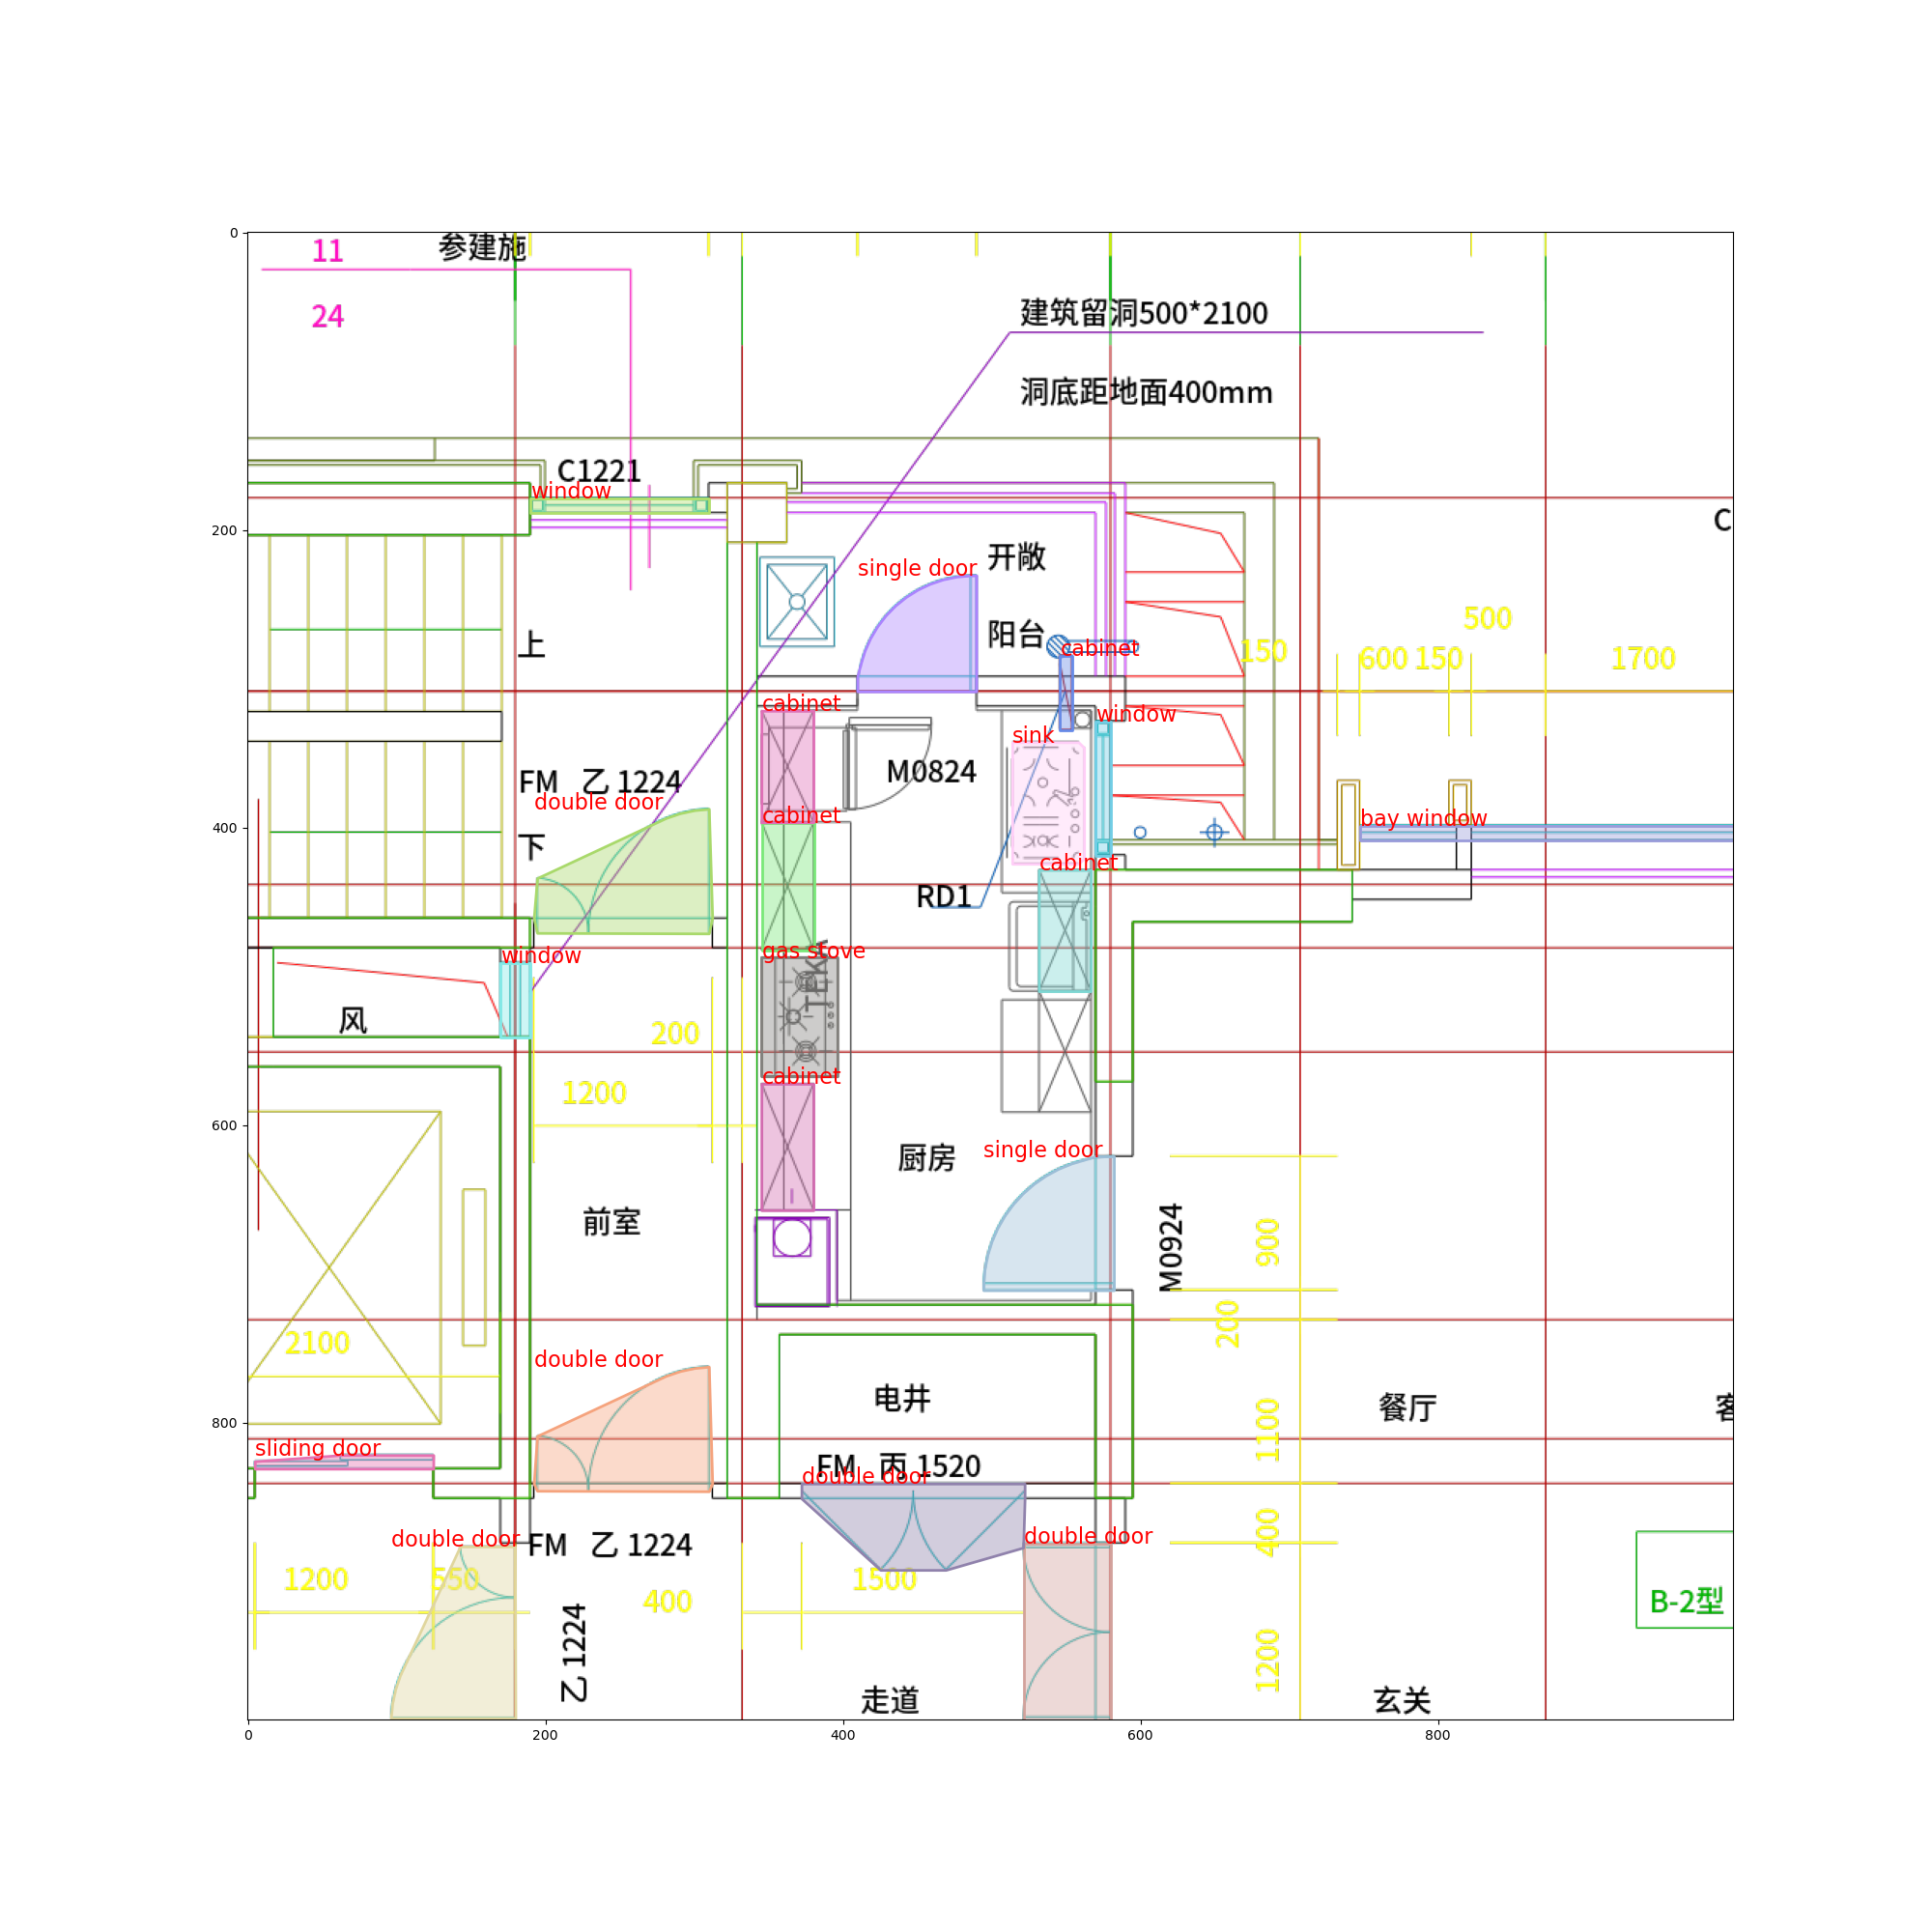 0
200
400
600
800
11
24
参建施
建筑留洞500*2100
洞底距地面400mm
C1221
window
C
single door
开敞
阳台
cabinet
上
500
150
600
150
1700
cabinet
window
sink
M0824
FM 乙 1224
double door
下
cabinet
bay window
cabinet
RD1
window
gas stove
TEKA
风
200
1200
cabinet
厨房
single door
前室
M0924
900
200
2100
double door
电井
1100
餐厅
客
sliding door
FM 丙 1520
double door
double door
FM 乙 1224
double door
400
1200
550
400
1500
乙 1224
B-2型
1200
走道
玄关
0
200
400
600
800